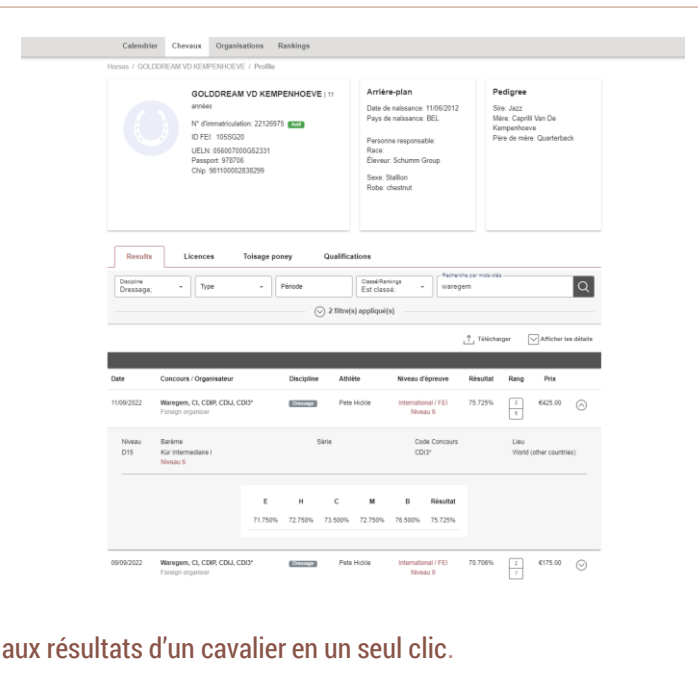 Calendrier Chevaux Organisations Rankings
Horses / GOLDDREAM VD KEMPENHOEVE / Profile
GOLDDREAM VD KEMPENHOEVE | 11
années
N° d'immatriculation: 22126975 Actif
ID FEI: 105SG20
UELN: 056007000G52331
Passport: 978706
Chip: 981100002838299
Arrière-plan
Date de naissance: 11/06/2012
Pays de naissance: BEL
Personne responsable:
Race:
Éleveur: Schumm Group
Sexe: Stallion
Robe: chestnut
Pedigree
Sire: Jazz
Mère: Caprilli Van De
Kempenhoeve
Père de mère: Quarterback
Results Licences Toisage poney Qualifications
Discipline
Dressage;
Type
Période
Classé/Rankings
Est classé;
Recherche par mots-clés
waregem
2 filtre(s) appliqué(s)
Télécharger Afficher les détails
Date Concours / Organisateur Discipline Athlète Niveau d'épreuve Résultat Rang Prix
11/09/2022 Waregem, CI, CDIP, CDIJ, CDI3* Dressage Pete Hickle International / FEI 75.725% 2 €425.00
Foreign organiser Niveau 6
Niveau Barème Série Code Concours Lieu
D15 Kür Intermediaire I CDI3* World (other countries)
Niveau 6
E H C M B Résultat
71.750% 72.750% 73.500% 72.750% 76.500% 75.725%
09/09/2022 Waregem, CI, CDIP, CDIJ, CDI3* Dressage Pete Hickle International / FEI 70.706% 2 €175.00
Foreign organiser Niveau 6
aux résultats d'un cavalier en un seul clic.